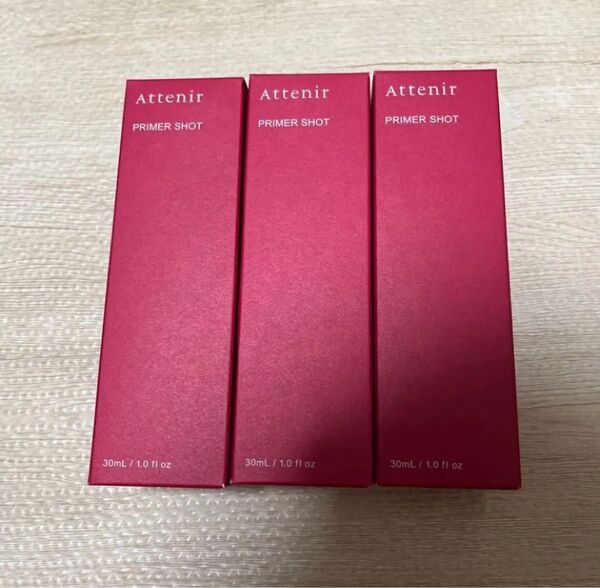 Attenir
PRIMER SHOT
30mL / 1.0 fl oz
Attenir
PRIMER SHOT
30mL / 1.0 fl oz
Attenir
PRIMER SHOT
30mL / 1.0 fl oz